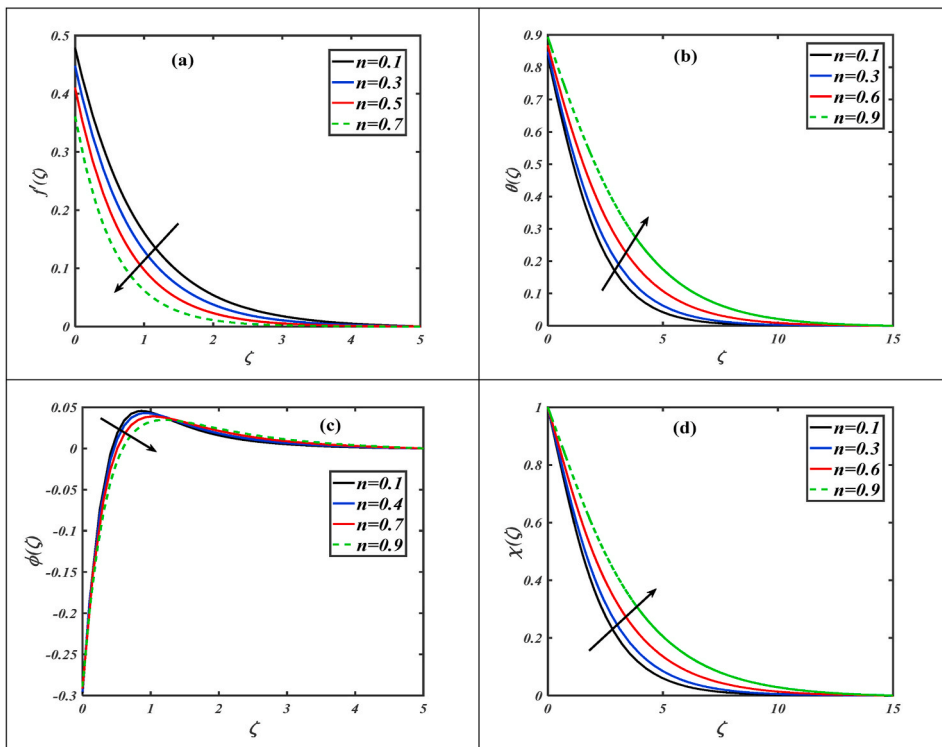 (a)
n=0.1
n=0.3
n=0.5
n=0.7
f'(ζ)
0.5
0.4
0.3
0.2
0.1
0
0 1 2 3 4 5
ζ
(b)
n=0.1
n=0.3
n=0.6
n=0.9
θ(ζ)
0.9
0.8
0.7
0.6
0.5
0.4
0.3
0.2
0.1
0
0 5 10 15
ζ
(c)
n=0.1
n=0.4
n=0.7
n=0.9
ϕ(ζ)
0.05
0
-0.05
-0.1
-0.15
-0.2
-0.25
-0.3
0 1 2 3 4 5
ζ
(d)
n=0.1
n=0.3
n=0.6
n=0.9
χ(ζ)
1
0.8
0.6
0.4
0.2
0
0 5 10 15
ζ